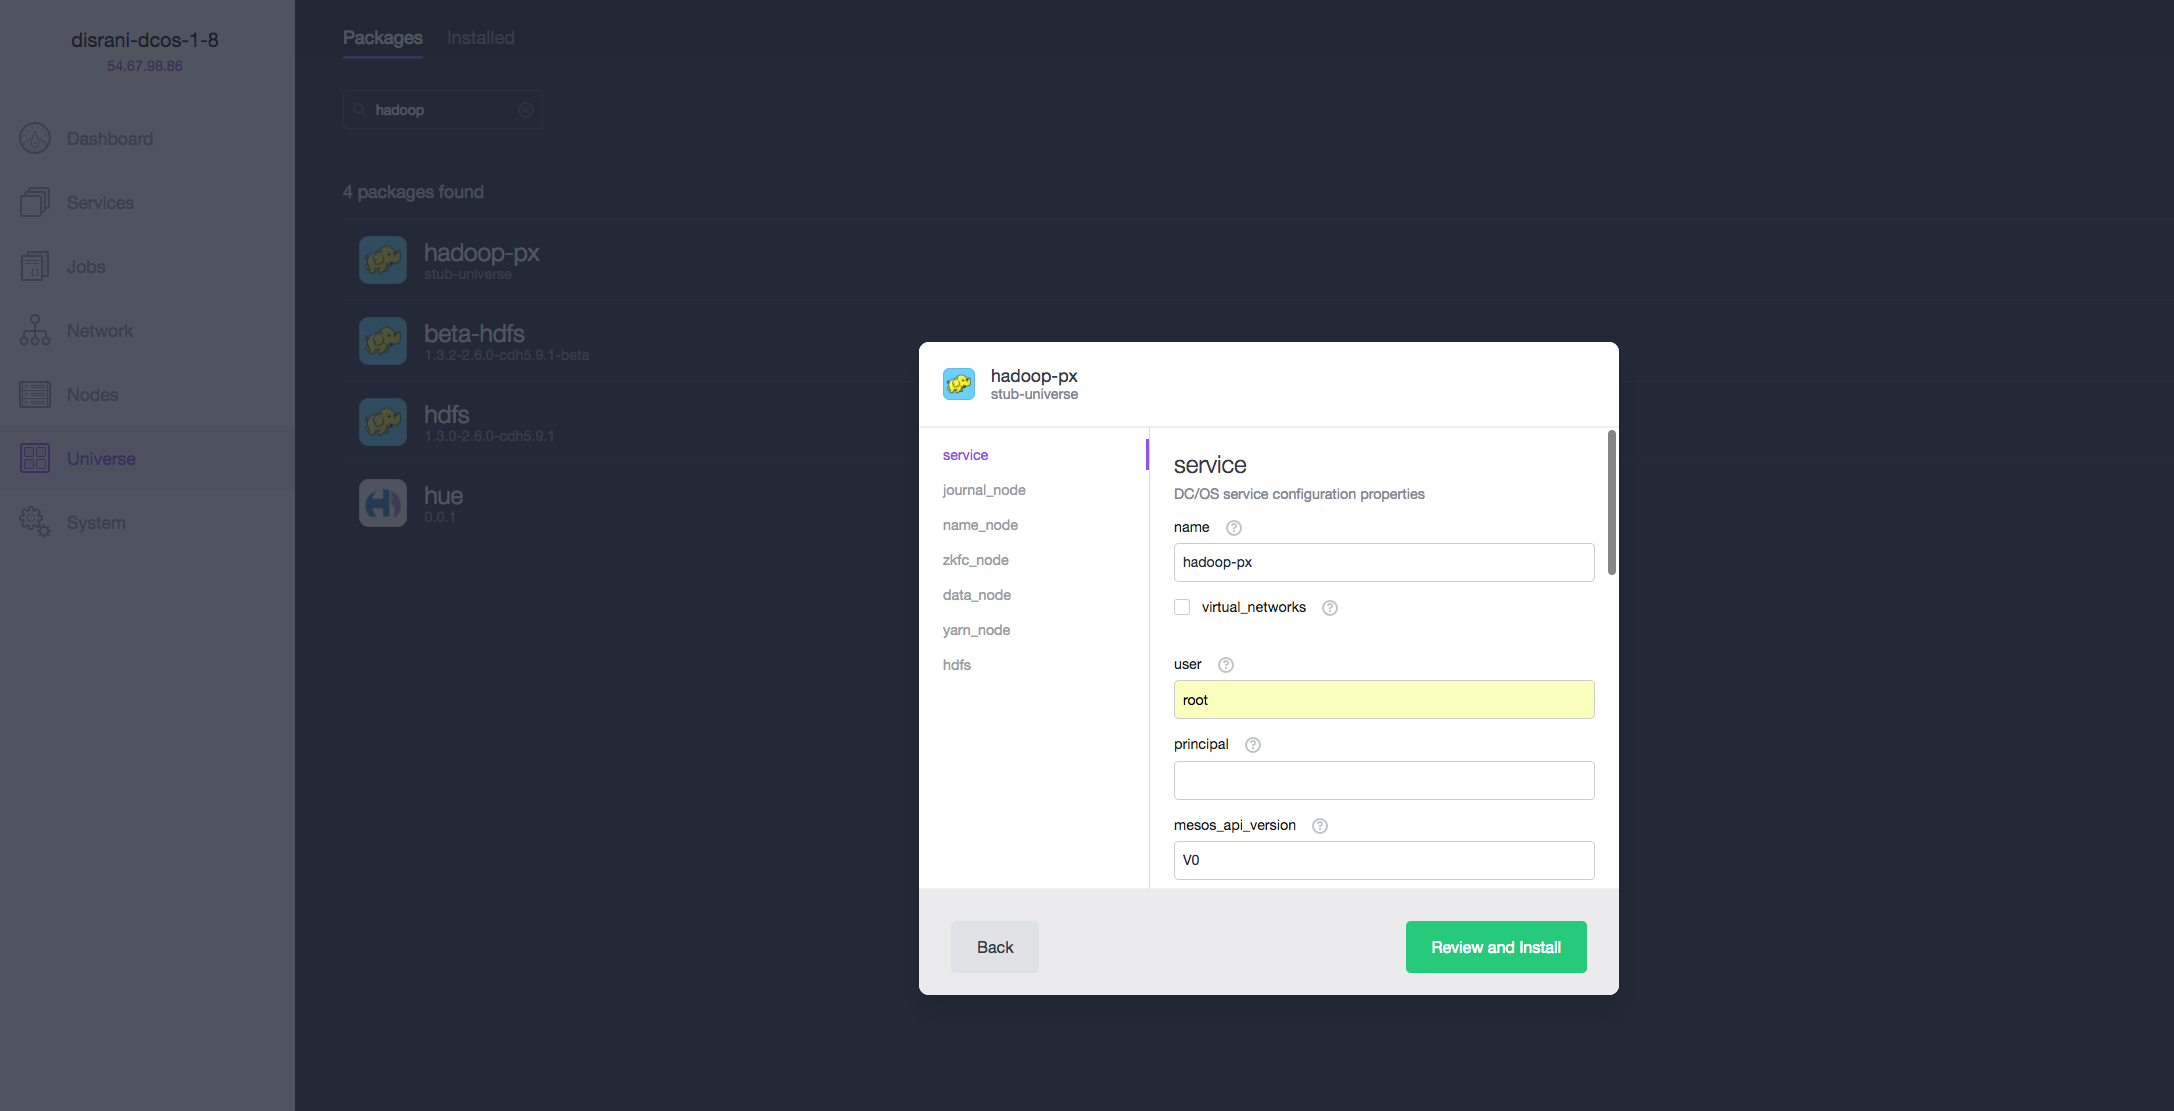 disrani-dcos-1-8
54.67.98.86
Dashboard
Services
Jobs
Network
Nodes
Universe
System
Packages Installed
hadoop
4 packages found
hadoop-px
stub-universe
beta-hdfs
1.3.2-2.6.0-cdh5.9.1-beta
hdfs
1.3.0-2.6.0-cdh5.9.1
hue
0.0.1
hadoop-px
stub-universe
service
journal_node
name_node
zkfc_node
data_node
yarn_node
hdfs
service
DC/OS service configuration properties
name ?
hadoop-px
virtual_networks ?
user ?
root
principal ?
mesos_api_version ?
V0
Back
Review and Install